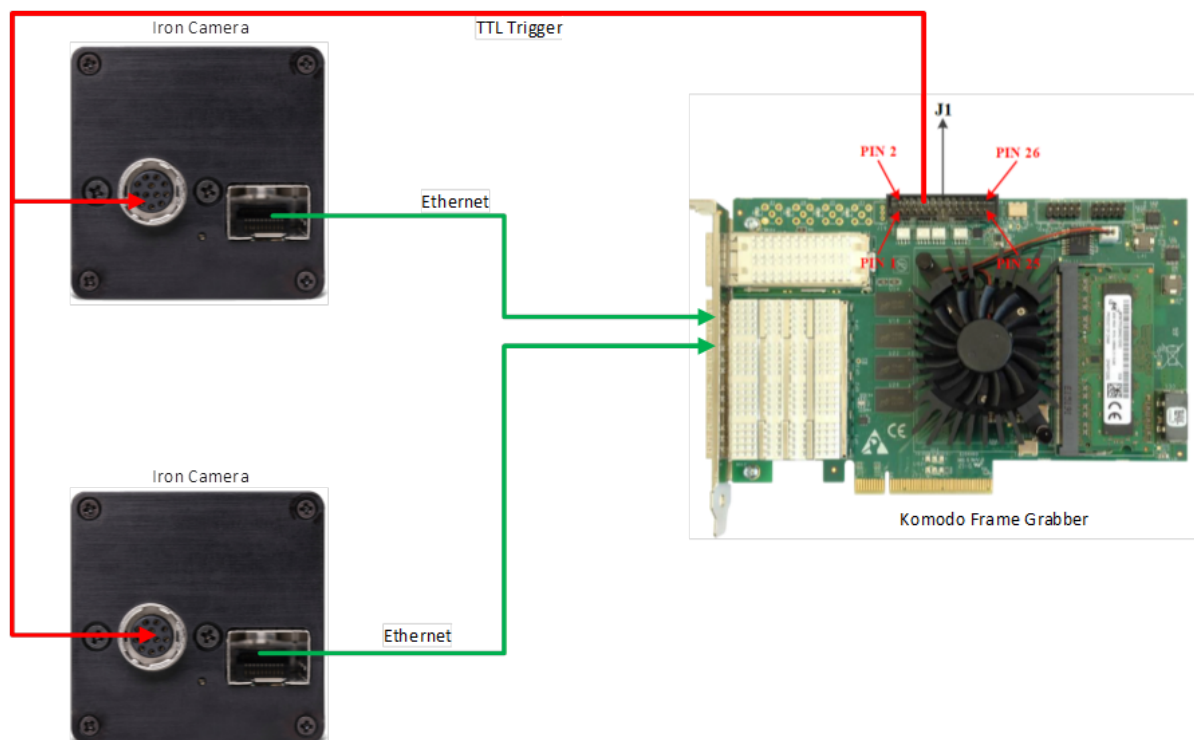 Iron Camera
TTL Trigger
J1
PIN 2
PIN 26
Ethernet
PIN 1
PIN 25
CE
Komodo Frame Grabber
Iron Camera
Ethernet